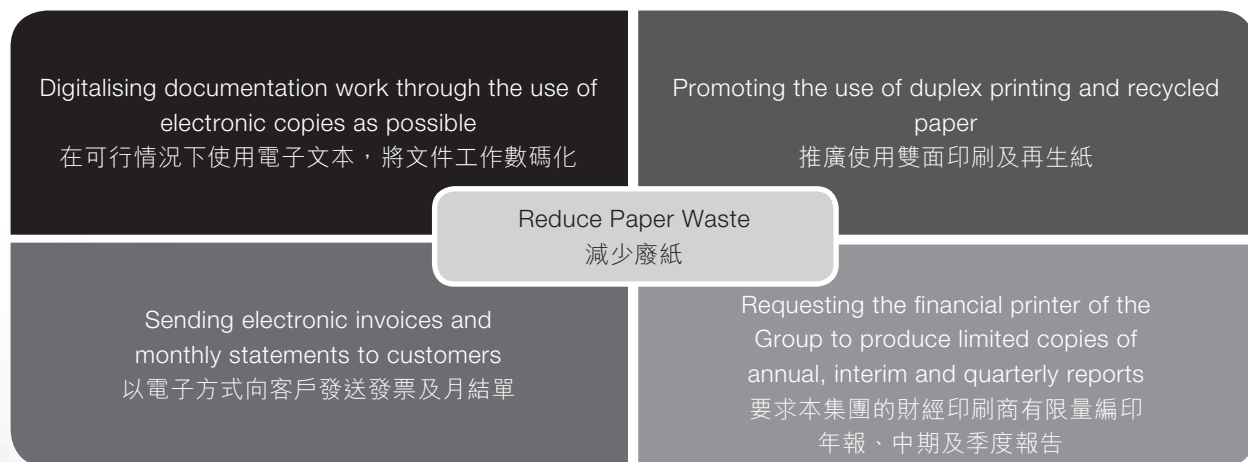 Digitalising documentation work through the use of
electronic copies as possible
在可行情況下使用電子文本，將文件工作數碼化
Promoting the use of duplex printing and recycled
paper
推廣使用雙面印刷及再生紙
Reduce Paper Waste
減少廢紙
Sending electronic invoices and
monthly statements to customers
以電子方式向客戶發送發票及月結單
Requesting the financial printer of the
Group to produce limited copies of
annual, interim and quarterly reports
要求本集團的財經印刷商有限量編印
年報、中期及季度報告